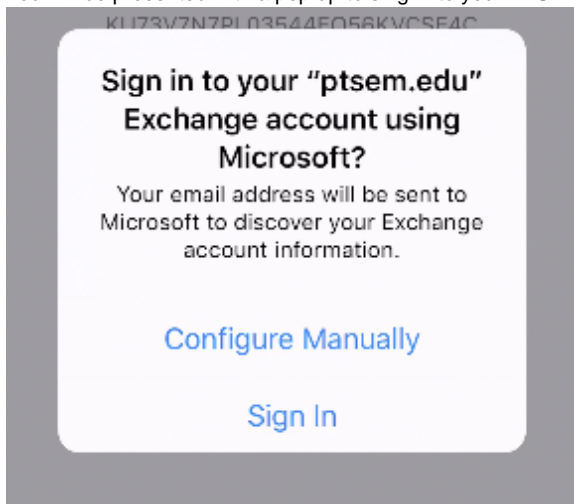 Sign in to your “ptsem.edu”
Exchange account using
Microsoft?
Your email address will be sent to
Microsoft to discover your Exchange
account information.
Configure Manually
Sign In